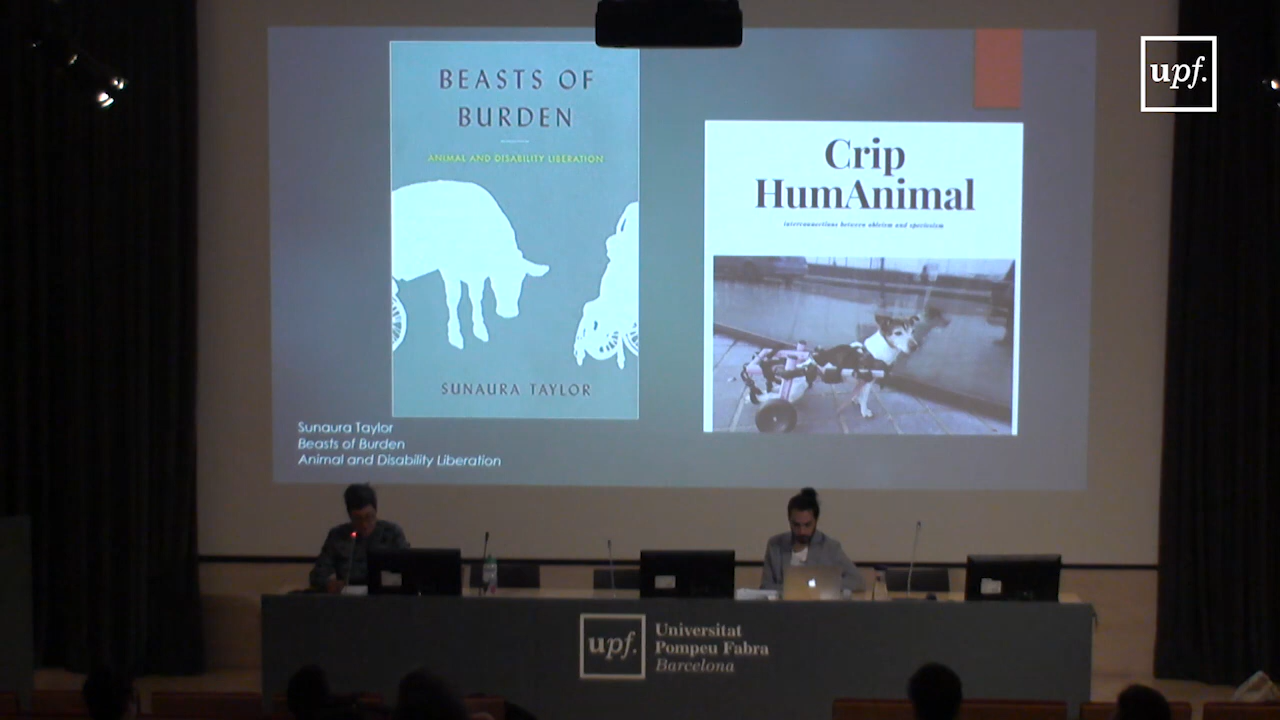 BEASTS OF
BURDEN
ANIMAL AND DISABILITY LIBERATION
SUNAURA TAYLOR
Sunaura Taylor
Beasts of Burden
Animal and Disability Liberation
Crip
HumAnimal
interconnections between ableism and speciesism
upf.
upf.
Universitat
Pompeu Fabra
Barcelona